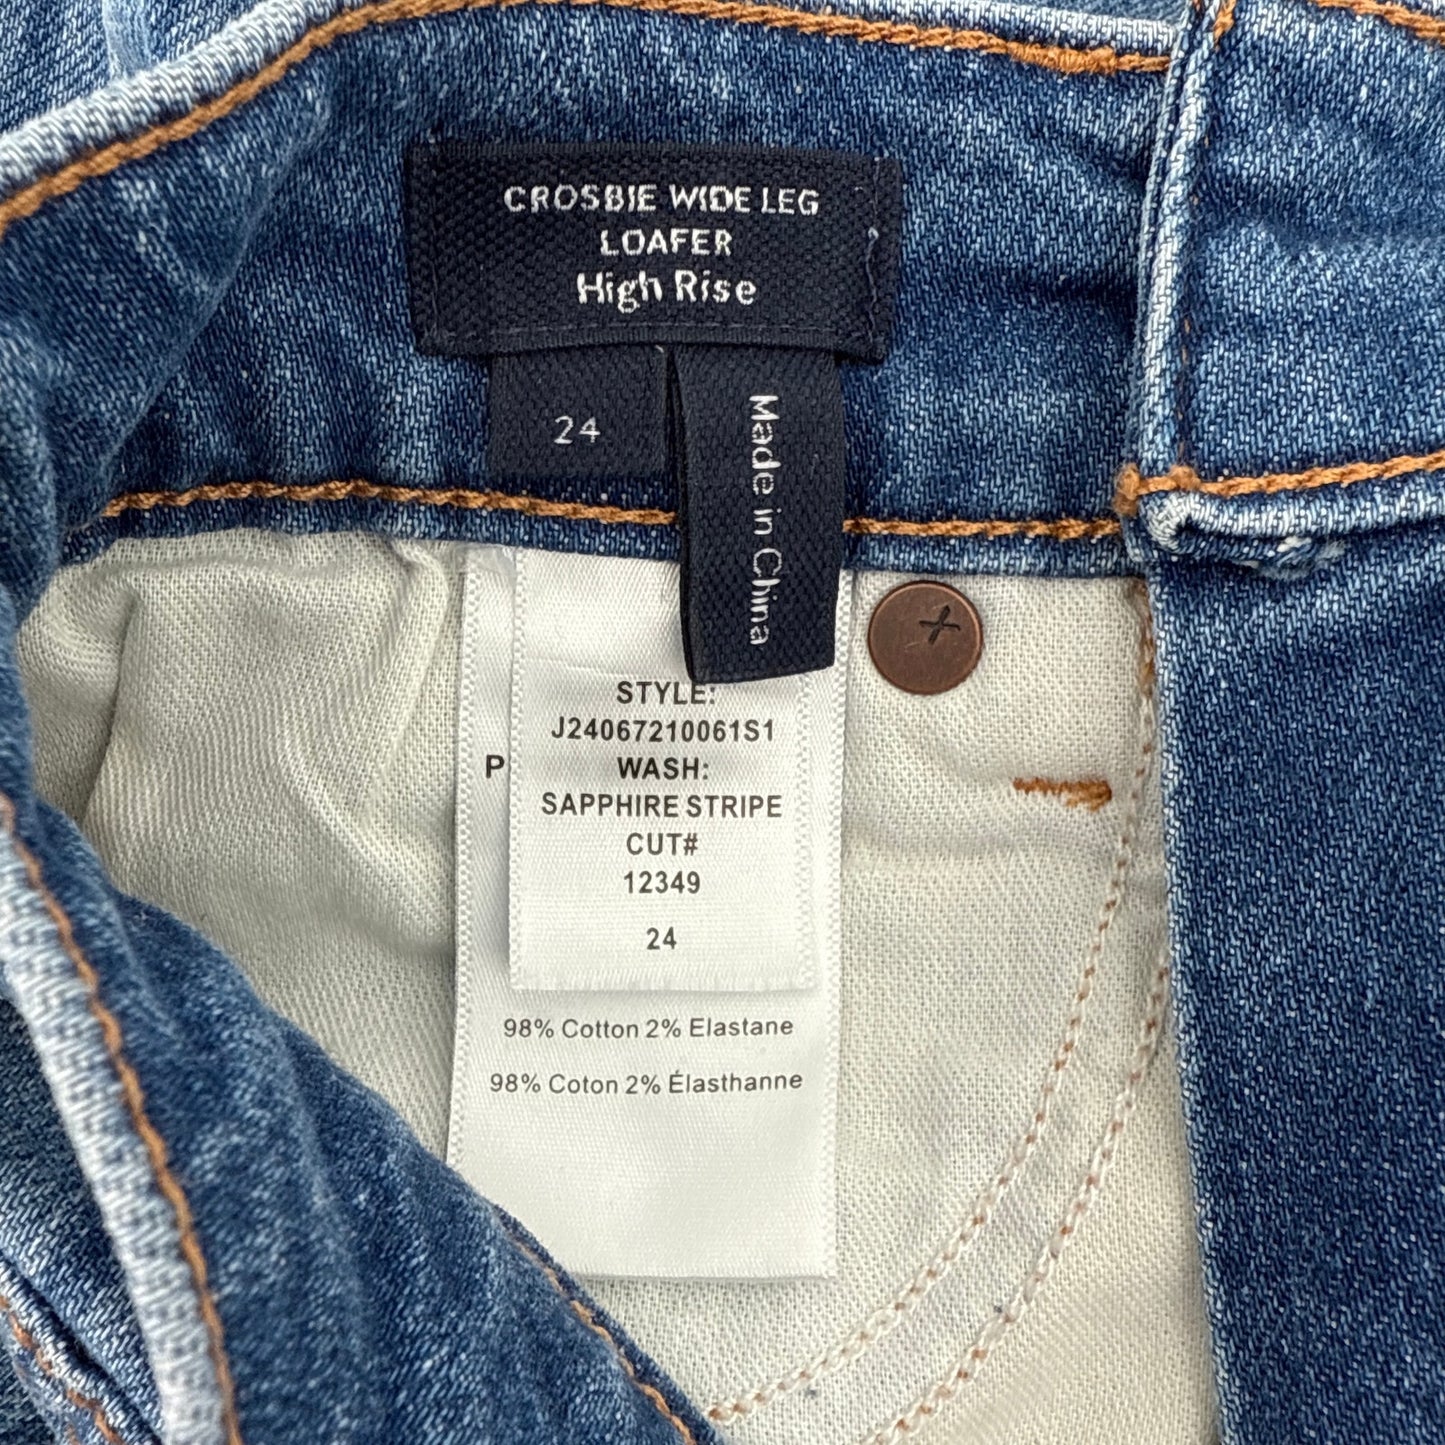 CROSBIE WIDE LEG
LOAFER
High Rise
24
Made in China
STYLE:
J24067210061S1
P
WASH:
SAPPHIRE STRIPE
CUT#
12349
24
98% Cotton 2% Elastane
98% Coton 2% Élasthanne